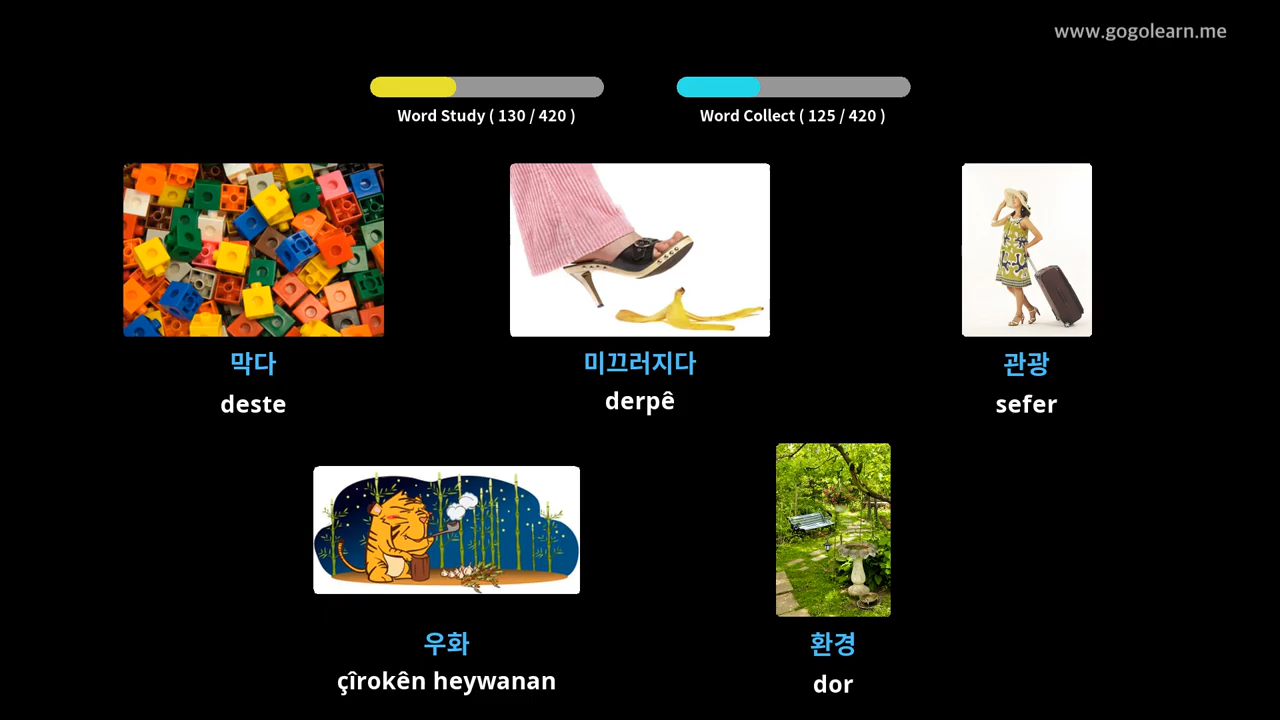 www.gogolearn.me
Word Study ( 130 / 420 )
Word Collect ( 125 / 420 )
막다
deste
미끄러지다
derpê
관광
sefer
우화
çîrokên heywanan
환경
dor